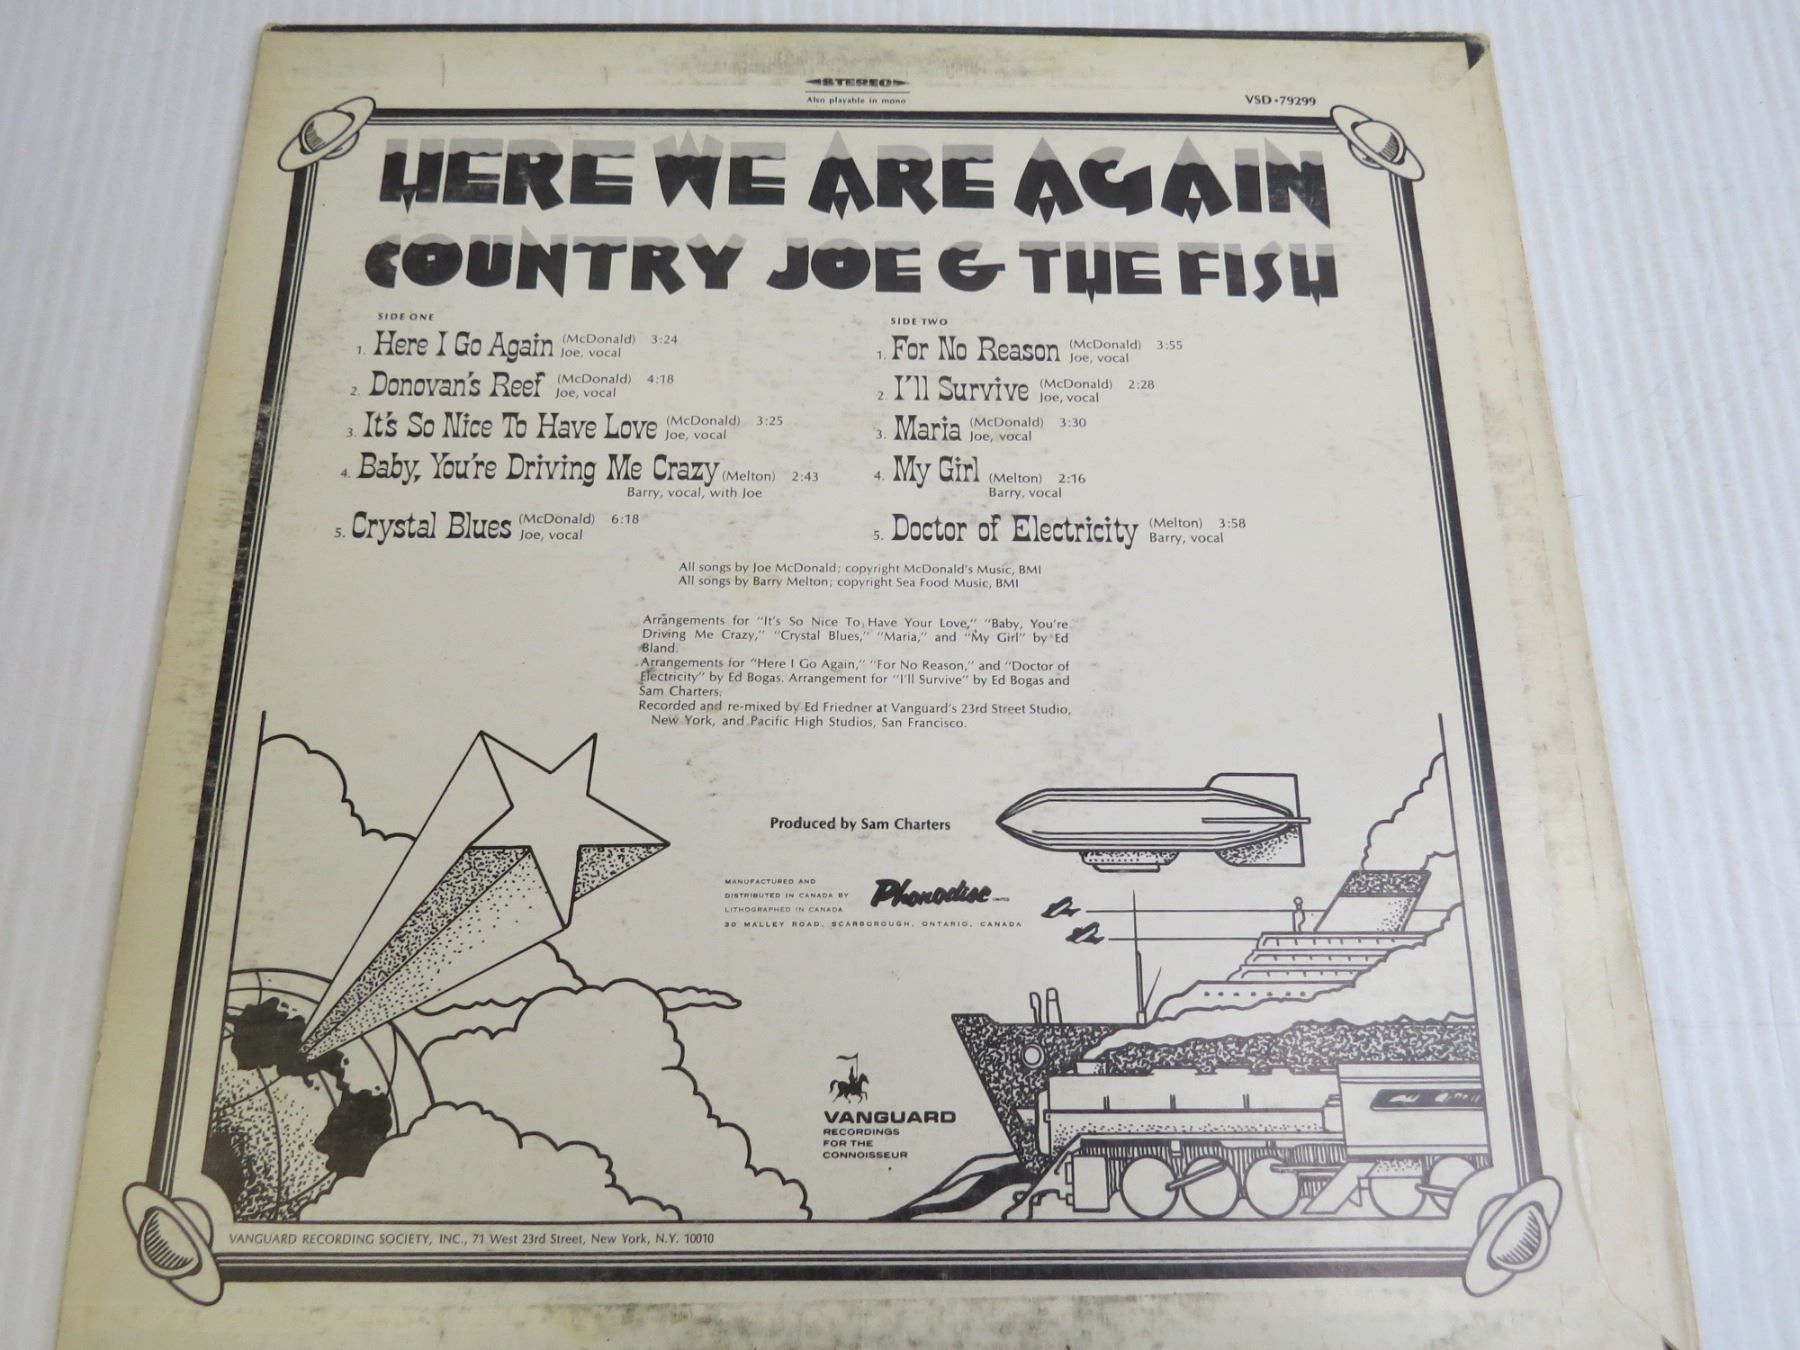 STEREO
Also playable in mono
VSD•79299
HERE WE ARE AGAIN
COUNTRY JOE & THE FISH
SIDE ONE
1. Here I Go Again (McDonald) 3:24
Joe, vocal
2. Donovan's Reef (McDonald) 4:18
Joe, vocal
3. It's So Nice To Have Love (McDonald) 3:25
Joe, vocal
4. Baby, You're Driving Me Crazy (Melton) 2:43
Barry, vocal, with Joe
5. Crystal Blues (McDonald) 6:18
Joe, vocal
SIDE TWO
1. For No Reason (McDonald) 3:55
Joe, vocal
2. I'll Survive (McDonald) 2:28
Joe, vocal
3. Maria (McDonald) 3:30
Joe, vocal
4. My Girl (Melton) 2:16
Barry, vocal
5. Doctor of Electricity (Melton) 3:58
Barry, vocal
All songs by Joe McDonald; copyright McDonald's Music, BMI
All songs by Barry Melton; copyright Sea Food Music, BMI
Arrangements for "It's So Nice To Have Your Love," "Baby, You're
Driving Me Crazy," "Crystal Blues," "Maria," and "My Girl" by Ed
Bland.
Arrangements for "Here I Go Again," "For No Reason," and "Doctor of
Electricity" by Ed Bogas. Arrangement for "I'll Survive" by Ed Bogas and
Sam Charters.
Recorded and re-mixed by Ed Friedner at Vanguard's 23rd Street Studio,
New York, and Pacific High Studios, San Francisco.
Produced by Sam Charters
MANUFACTURED AND
DISTRIBUTED IN CANADA BY
LITHOGRAPHED IN CANADA
Phonodisc LIMITED
30 MALLEY ROAD, SCARBOROUGH, ONTARIO, CANADA
VANGUARD
RECORDINGS
FOR THE
CONNOISSEUR
VANGUARD RECORDING SOCIETY, INC., 71 West 23rd Street, New York, N.Y. 10010